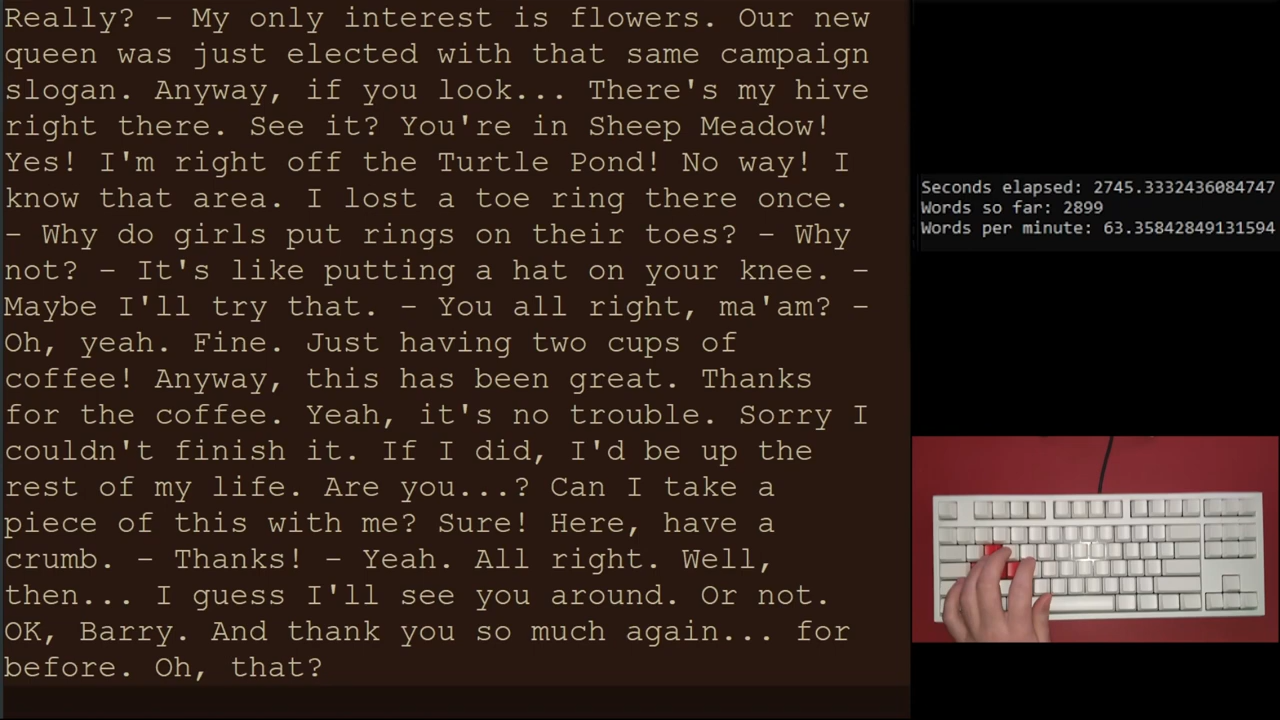 Really? – My only interest is flowers. Our new
queen was just elected with that same campaign
slogan. Anyway, if you look... There's my hive
right there. See it? You're in Sheep Meadow!
Yes! I'm right off the Turtle Pond! No way! I
know that area. I lost a toe ring there once.
– Why do girls put rings on their toes? – Why
not? – It's like putting a hat on your knee. –
Maybe I'll try that. – You all right, ma'am? –
Oh, yeah. Fine. Just having two cups of
coffee! Anyway, this has been great. Thanks
for the coffee. Yeah, it's no trouble. Sorry I
couldn't finish it. If I did, I'd be up the
rest of my life. Are you...? Can I take a
piece of this with me? Sure! Here, have a
crumb. – Thanks! – Yeah. All right. Well,
then... I guess I'll see you around. Or not.
OK, Barry. And thank you so much again... for
before. Oh, that?
Seconds elapsed: 2745.3332436084747
Words so far: 2899
Words per minute: 63.35842849131594